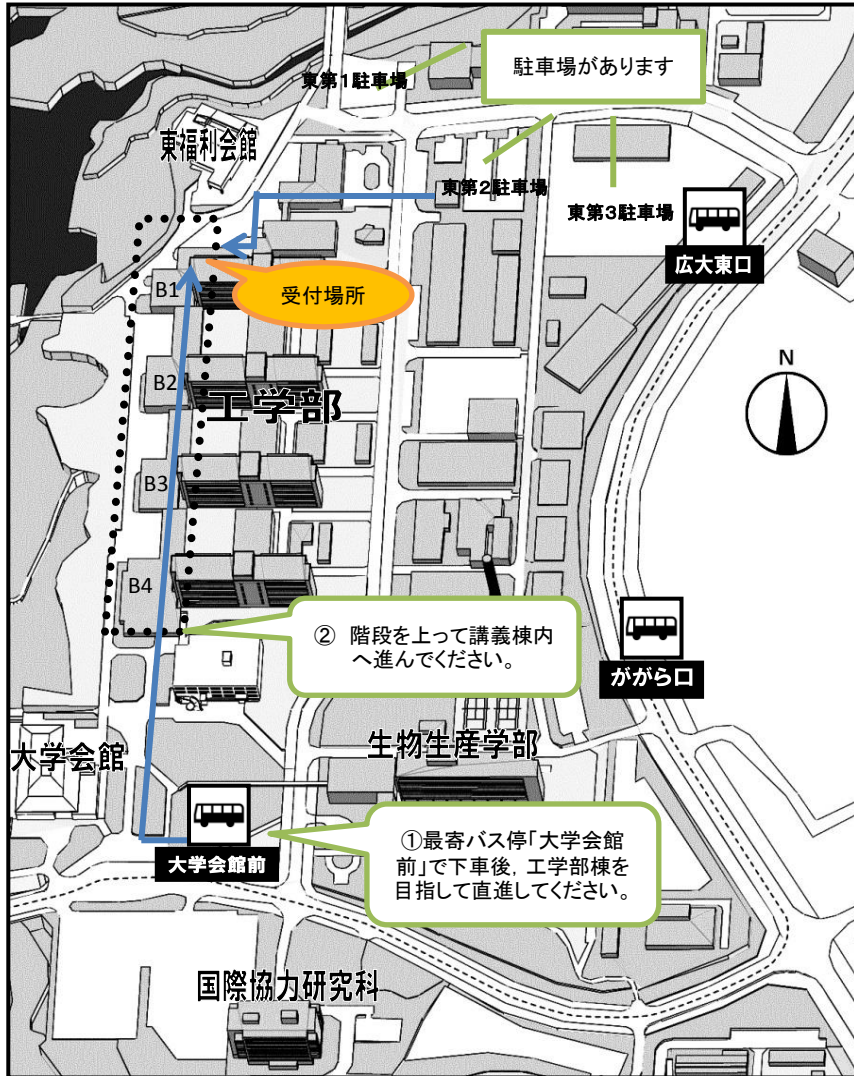 東第1駐車場
駐車場があります
東福利会館
東第2駐車場
東第3駐車場
広大東口
B1
受付場所
N
B2
工学部
B3
B4
② 階段を上って講義棟内
へ進んでください。
ががら口
大学会館
生物生産学部
大学会館前
①最寄バス停「大学会館
前」で下車後，工学部棟を
目指して直進してください。
国際協力研究科